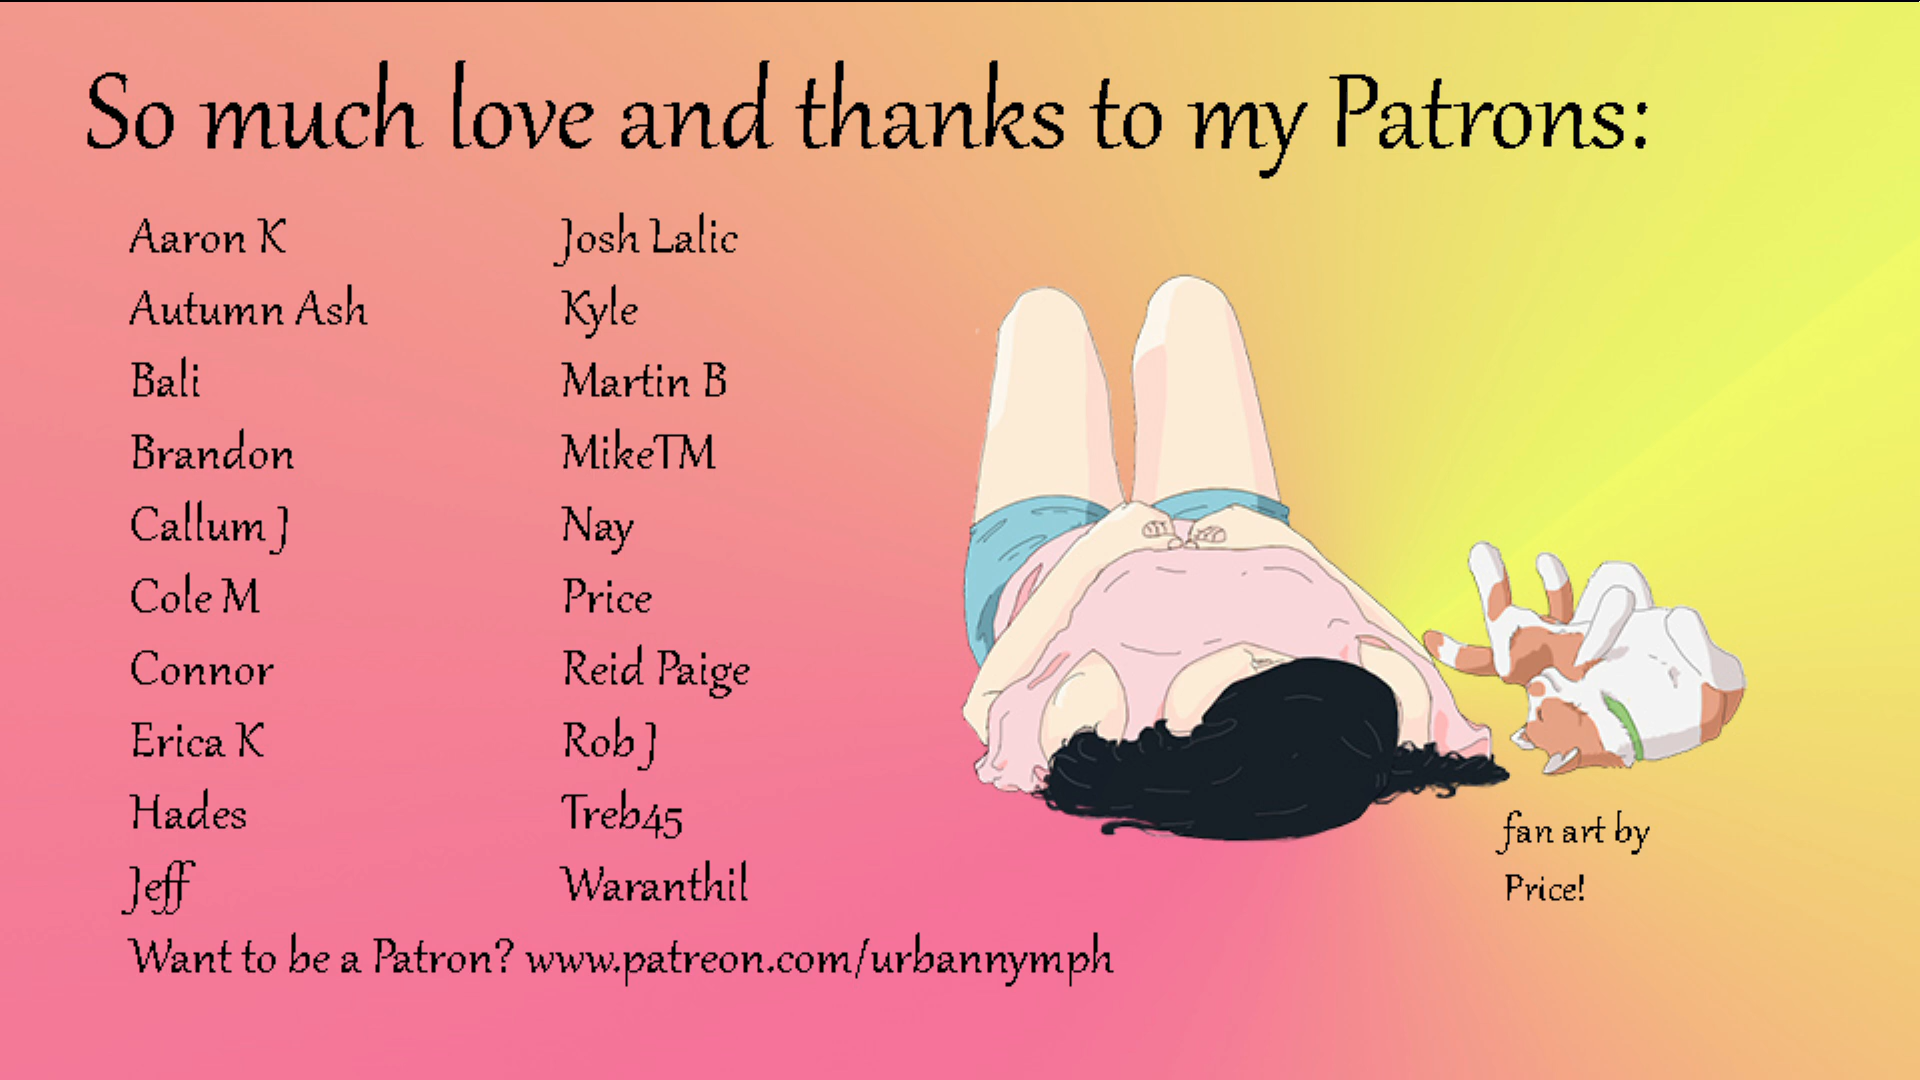 So much love and thanks to my Patrons:
Aaron K
Autumn Ash
Bali
Brandon
Callum J
Cole M
Connor
Erica K
Hades
Jeff
Josh Lalic
Kyle
Martin B
MikeTM
Nay
Price
Reid Paige
Rob J
Treb45
Waranthil
Want to be a Patron? www.patreon.com/urbannymph
fan art by
Price!